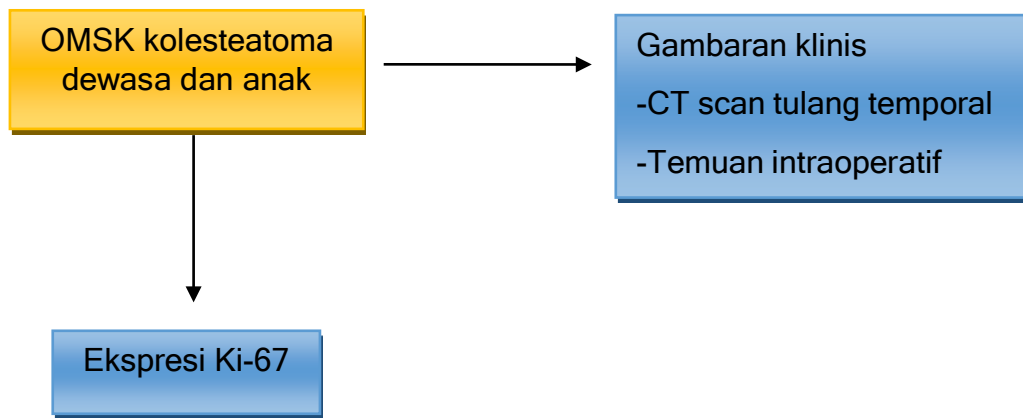 OMSK kolesteatoma
dewasa dan anak
Gambaran klinis
-CT scan tulang temporal
-Temuan intraoperatif
Ekspresi Ki-67